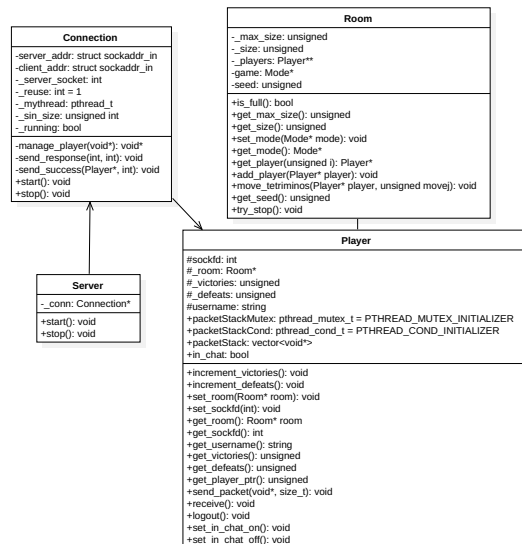 Connection
-server_addr: struct sockaddr_in
-client_addr: struct sockaddr_in
-_server_socket: int
-_reuse: int = 1
-_mythread: pthread_t
-_sin_size: unsigned int
-_running: bool
-manage_player(void*): void*
-send_response(int, int): void
-send_success(Player*, int): void
+start(): void
+stop(): void
Room
-_max_size: unsigned
-_size: unsigned
-_players: Player**
-game: Mode*
-seed: unsigned
+is_full(): bool
+get_max_size(): unsigned
+get_size(): unsigned
+set_mode(Mode* mode): void
+get_mode(): Mode*
+get_player(unsigned i): Player*
+add_player(Player* player): void
+move_tetriminos(Player* player, unsigned movej): void
+get_seed(): unsigned
+try_stop(): void
Server
-_conn: Connection*
+start(): void
+stop(): void
Player
#sockfd: int
#_room: Room*
#_victories: unsigned
#_defeats: unsigned
#username: string
+packetStackMutex: pthread_mutex_t = PTHREAD_MUTEX_INITIALIZER
+packetStackCond: pthread_cond_t = PTHREAD_COND_INITIALIZER
+packetStack: vector<void*>
+in_chat: bool
+increment_victories(): void
+increment_defeats(): void
+set_room(Room* room): void
+set_sockfd(int): void
+get_room(): Room* room
+get_sockfd(): int
+get_username(): string
+get_victories(): unsigned
+get_defeats(): unsigned
+get_player_ptr(): unsigned
+send_packet(void*, size_t): void
+receive(): void
+logout(): void
+set_in_chat_on(): void
+set_in_chat_off(): void